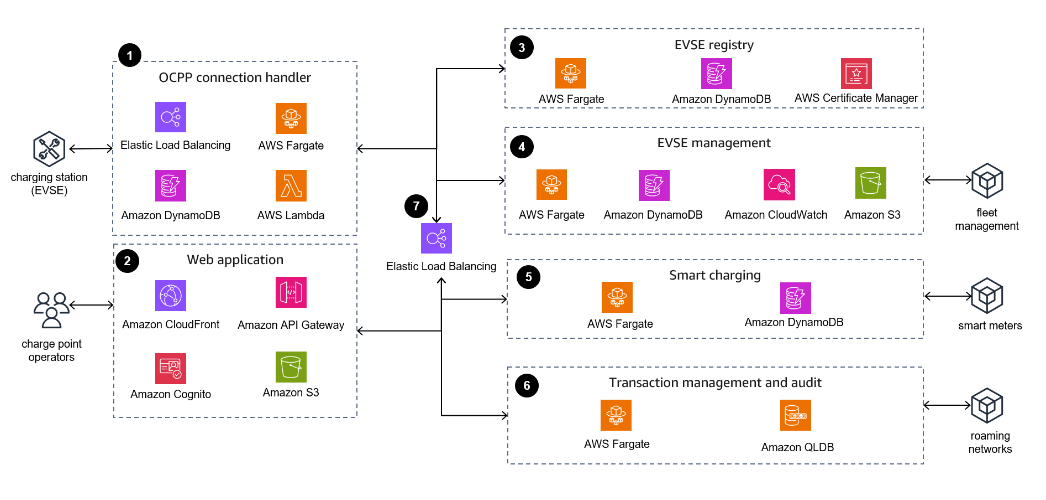 1
OCPP connection handler
Elastic Load Balancing
AWS Fargate
Amazon DynamoDB
AWS Lambda
charging station
(EVSE)
2
Web application
Amazon CloudFront
Amazon API Gateway
Amazon Cognito
Amazon S3
charge point
operators
3
EVSE registry
AWS Fargate
Amazon DynamoDB
AWS Certificate Manager
4
EVSE management
AWS Fargate
Amazon DynamoDB
Amazon CloudWatch
Amazon S3
fleet
management
7
Elastic Load Balancing
5
Smart charging
AWS Fargate
Amazon DynamoDB
smart meters
6
Transaction management and audit
AWS Fargate
Amazon QLDB
roaming
networks